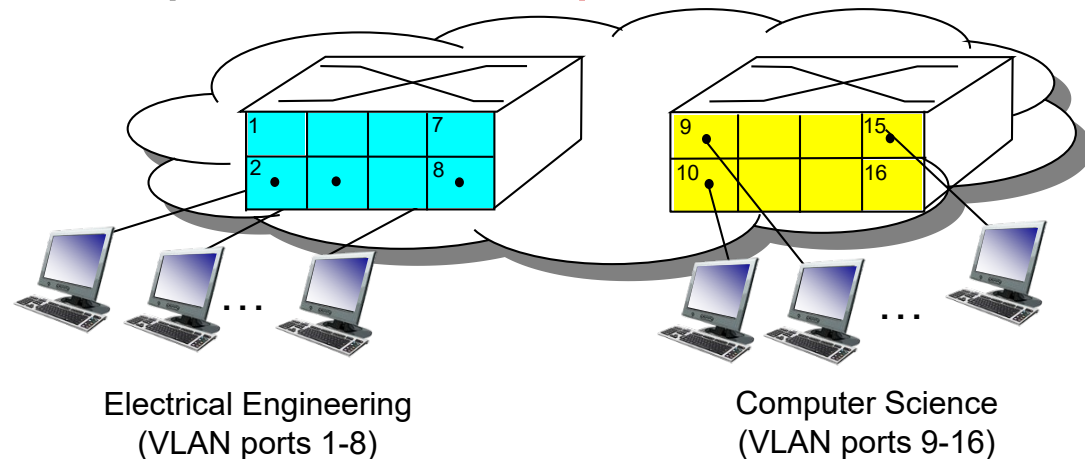 1
7
2
8
9
15
10
16
...
...
Electrical Engineering
(VLAN ports 1-8)
Computer Science
(VLAN ports 9-16)